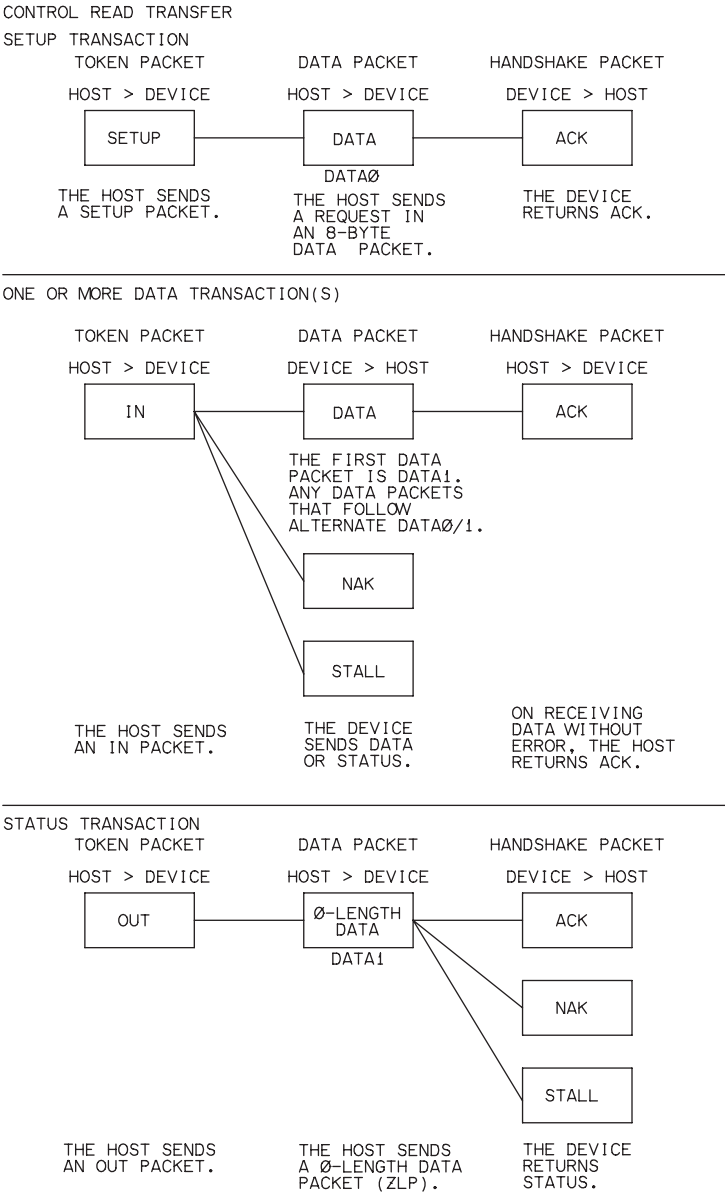 CONTROL READ TRANSFER
SETUP TRANSACTION
TOKEN PACKET
DATA PACKET
HANDSHAKE PACKET
HOST > DEVICE
HOST > DEVICE
DEVICE > HOST
SETUP
DATA
ACK
DATAØ
THE HOST SENDS
A SETUP PACKET.
THE HOST SENDS
A REQUEST IN
AN 8-BYTE
DATA PACKET.
THE DEVICE
RETURNS ACK.
ONE OR MORE DATA TRANSACTION(S)
TOKEN PACKET
DATA PACKET
HANDSHAKE PACKET
HOST > DEVICE
DEVICE > HOST
HOST > DEVICE
IN
DATA
ACK
THE FIRST DATA
PACKET IS DATA1.
ANY DATA PACKETS
THAT FOLLOW
ALTERNATE DATAØ/1.
NAK
STALL
THE HOST SENDS
AN IN PACKET.
THE DEVICE
SENDS DATA
OR STATUS.
ON RECEIVING
DATA WITHOUT
ERROR, THE HOST
RETURNS ACK.
STATUS TRANSACTION
TOKEN PACKET
DATA PACKET
HANDSHAKE PACKET
HOST > DEVICE
HOST > DEVICE
DEVICE > HOST
OUT
Ø-LENGTH
DATA
ACK
DATA1
NAK
STALL
THE HOST SENDS
AN OUT PACKET.
THE HOST SENDS
A Ø-LENGTH DATA
PACKET (ZLP).
THE DEVICE
RETURNS
STATUS.